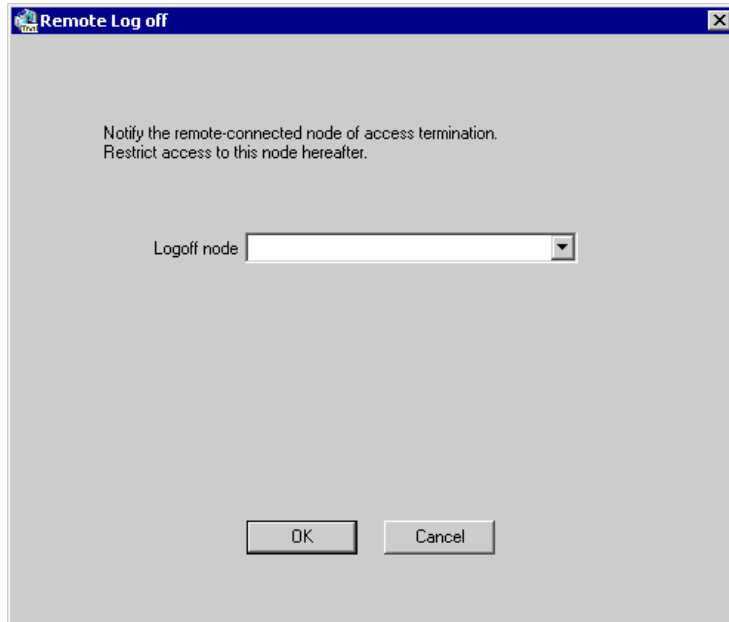 Remote Log off
Notify the remote-connected node of access termination.
Restrict access to this node hereafter.
Logoff node
OK Cancel